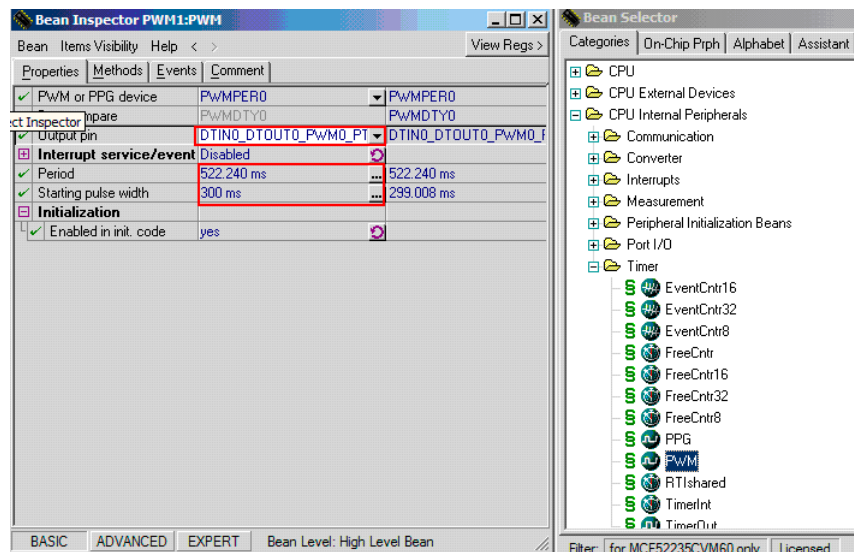 Bean Inspector PWM1:PWM
Bean Items Visibility Help < > View Regs >
Properties Methods Events Comment
PWM or PPG device PWMPER0 PWMPER0
mpare PWMDTY0 PWMDTY0
ect Inspector
Output pin DTIN0_DTOUT0_PWM0_PT DTIN0_DTOUT0_PWM0_F
Interrupt service/event Disabled
Period 522.240 ms ... 522.240 ms
Starting pulse width 300 ms ... 299.008 ms
Initialization
Enabled in init. code yes
BASIC ADVANCED EXPERT Bean Level: High Level Bean
Bean Selector
Categories On-Chip Prph Alphabet Assistant
CPU
CPU External Devices
CPU Internal Peripherals
Communication
Converter
Interrupts
Measurement
Peripheral Initialization Beans
Port I/O
Timer
EventCntr16
EventCntr32
EventCntr8
FreeCntr
FreeCntr16
FreeCntr32
FreeCntr8
PPG
PWM
RTIshared
TimerInt
TimerOut
Filter: for MCF52235CVM60 only Licensed